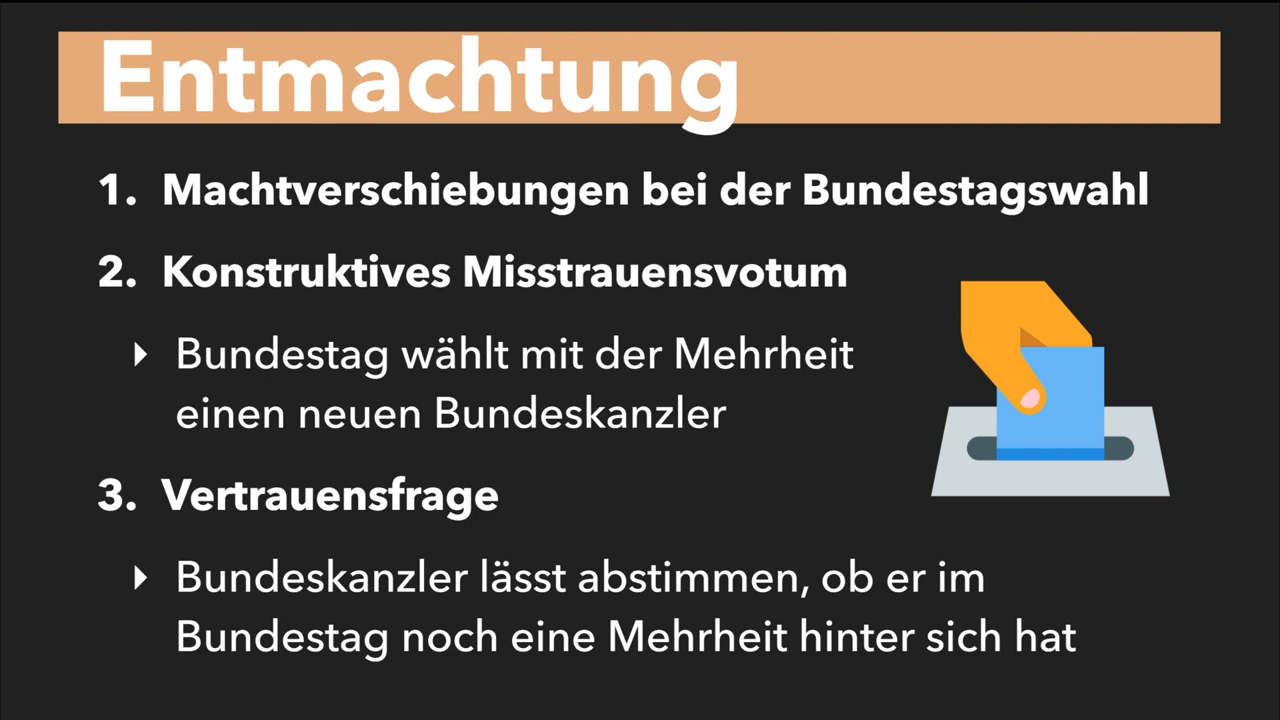 Entmachtung
1. Machtverschiebungen bei der Bundestagswahl
2. Konstruktives Misstrauensvotum
Bundestag wählt mit der Mehrheit
einen neuen Bundeskanzler
3. Vertrauensfrage
Bundeskanzler lässt abstimmen, ob er im
Bundestag noch eine Mehrheit hinter sich hat